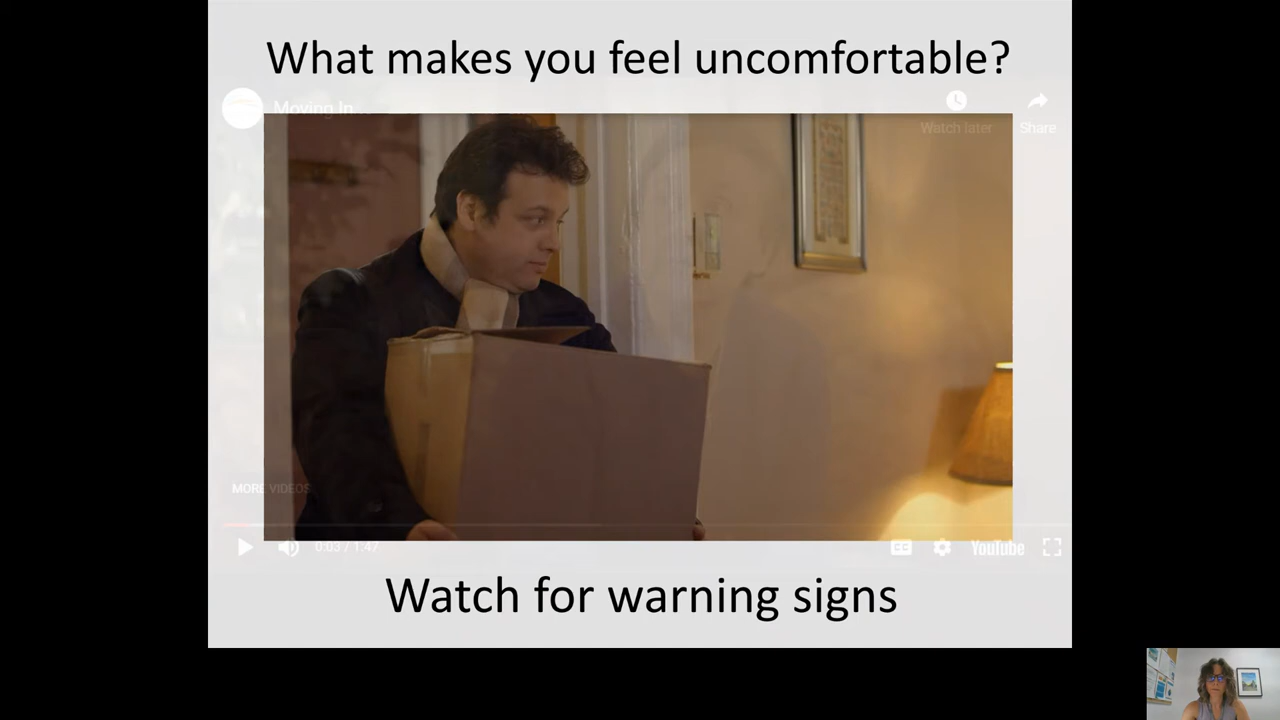 What makes you feel uncomfortable?
Moving In...
Watch later
Share
MORE VIDEOS
0:03 / 1:47
CC
YouTube
Watch for warning signs